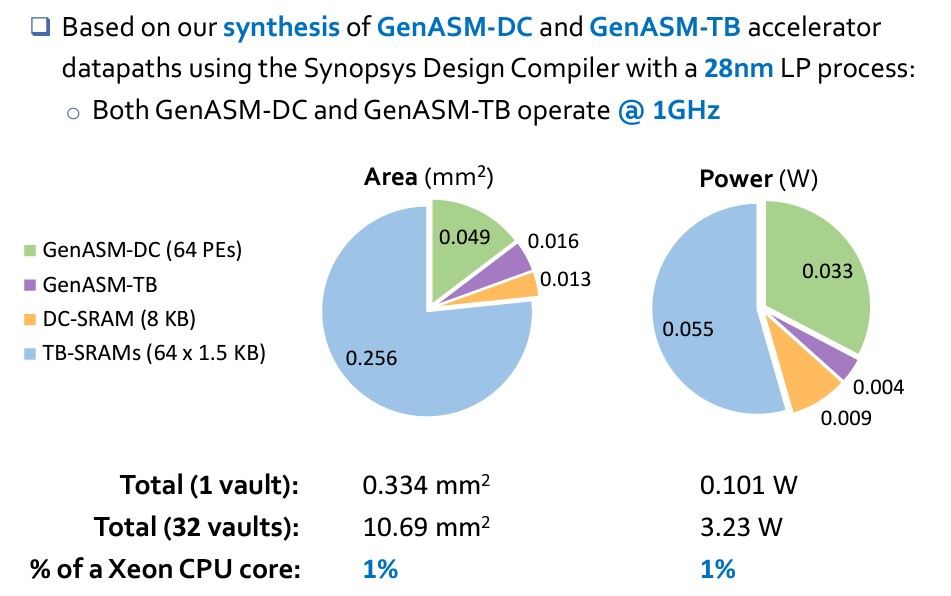 Based on our synthesis of GenASM-DC and GenASM-TB accelerator
datapaths using the Synopsys Design Compiler with a 28nm LP process:
Both GenASM-DC and GenASM-TB operate @ 1GHz
Area (mm²)
Power (W)
GenASM-DC (64 PEs)
GenASM-TB
DC-SRAM (8 KB)
TB-SRAMs (64 x 1.5 KB)
0.049
0.016
0.013
0.256
0.033
0.004
0.009
0.055
Total (1 vault): 0.334 mm² 0.101 W
Total (32 vaults): 10.69 mm² 3.23 W
% of a Xeon CPU core: 1% 1%